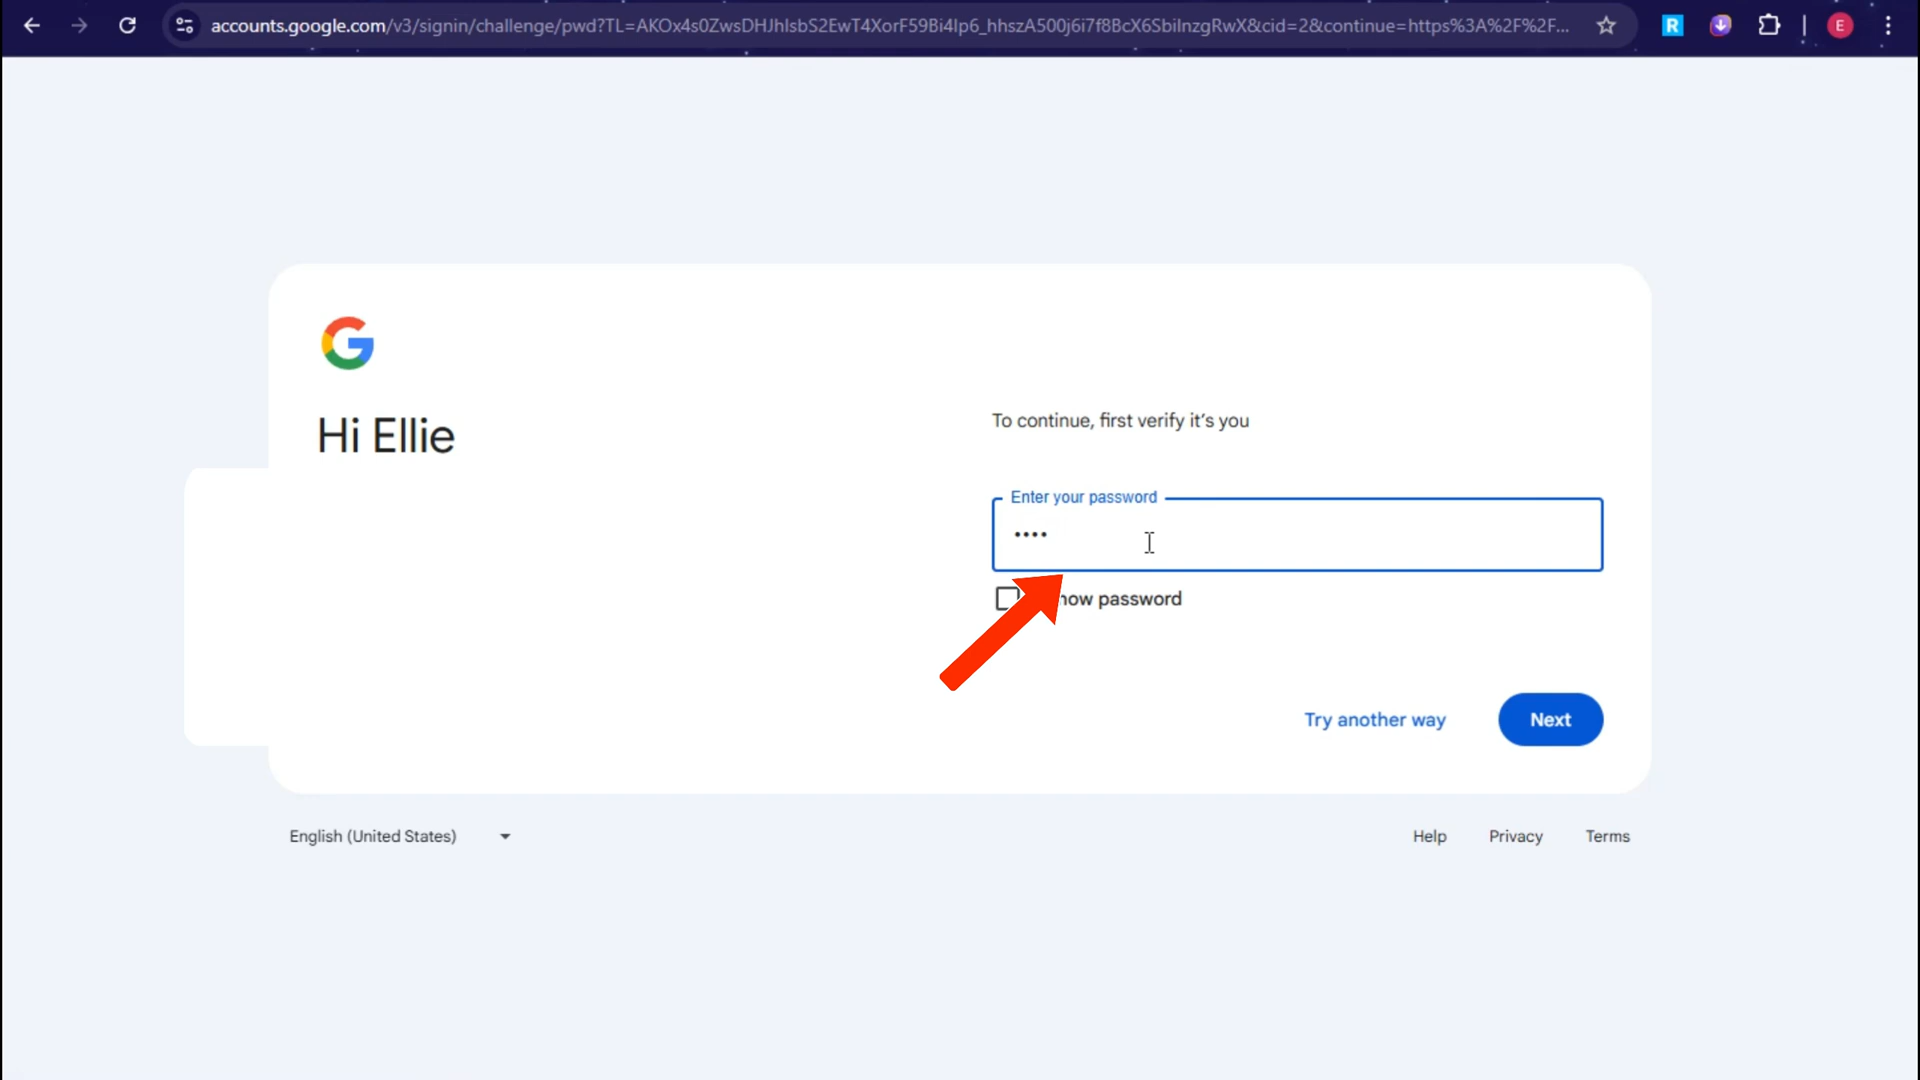 accounts.google.com/v3/signin/challenge/pwd?TL=AKOx4s0ZwsDHJhIsbS2EwT4XorF59Bi4Ip6_hhszA500j6i7f8BcX6SbiInzgRwX&cid=2&continue=https%3A%2F%2F...
R
E
Hi Ellie
To continue, first verify it's you
Enter your password
••••
how password
Try another way
Next
English (United States)
Help
Privacy
Terms